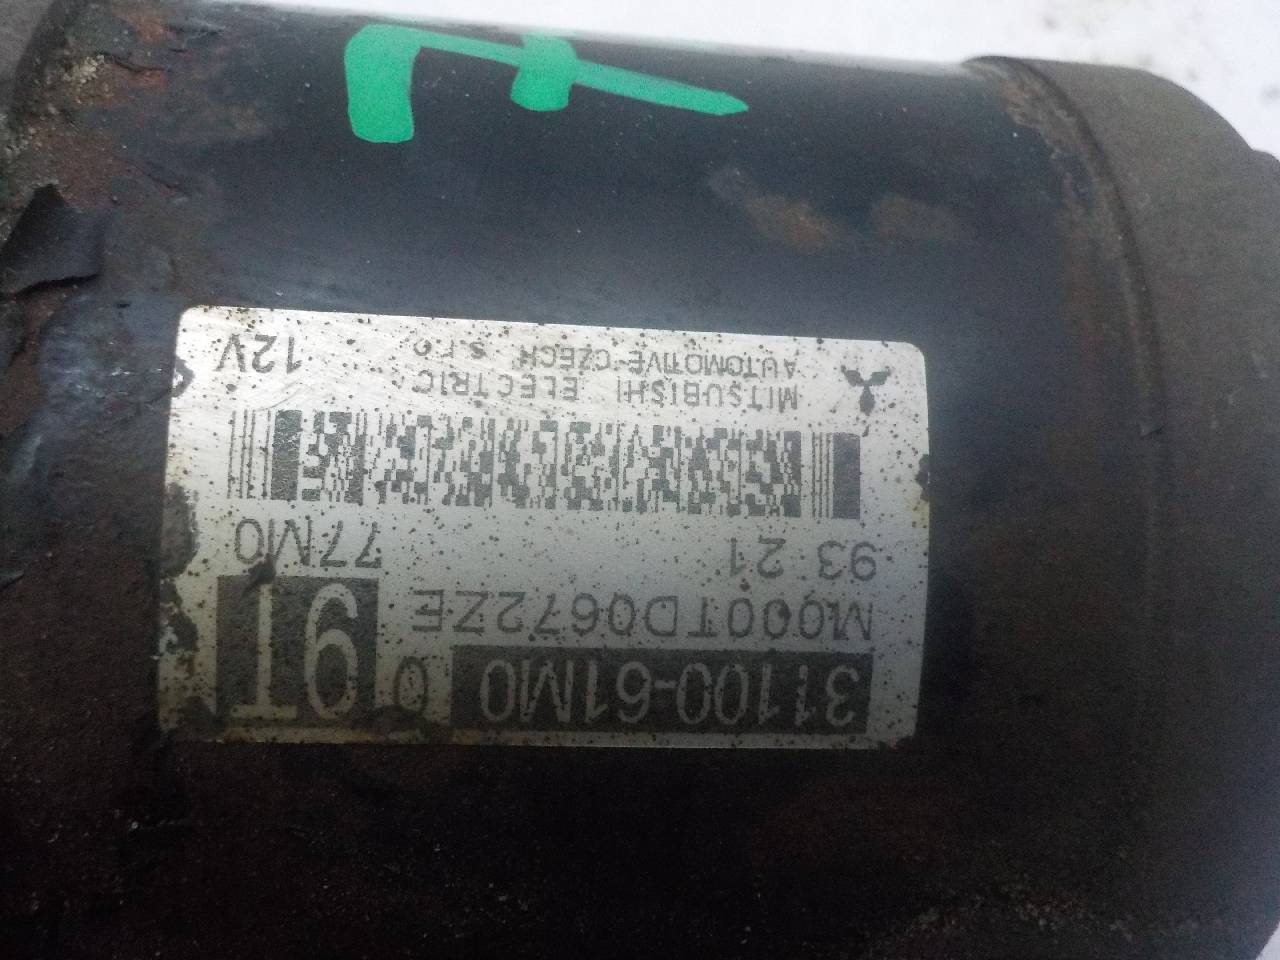 31100-61M0 0 9T
M000TD0672ZE
93 21 77M0
MITSUBISHI ELECTRIC
AUTOMOTIVE CZECH s.r.o 12V